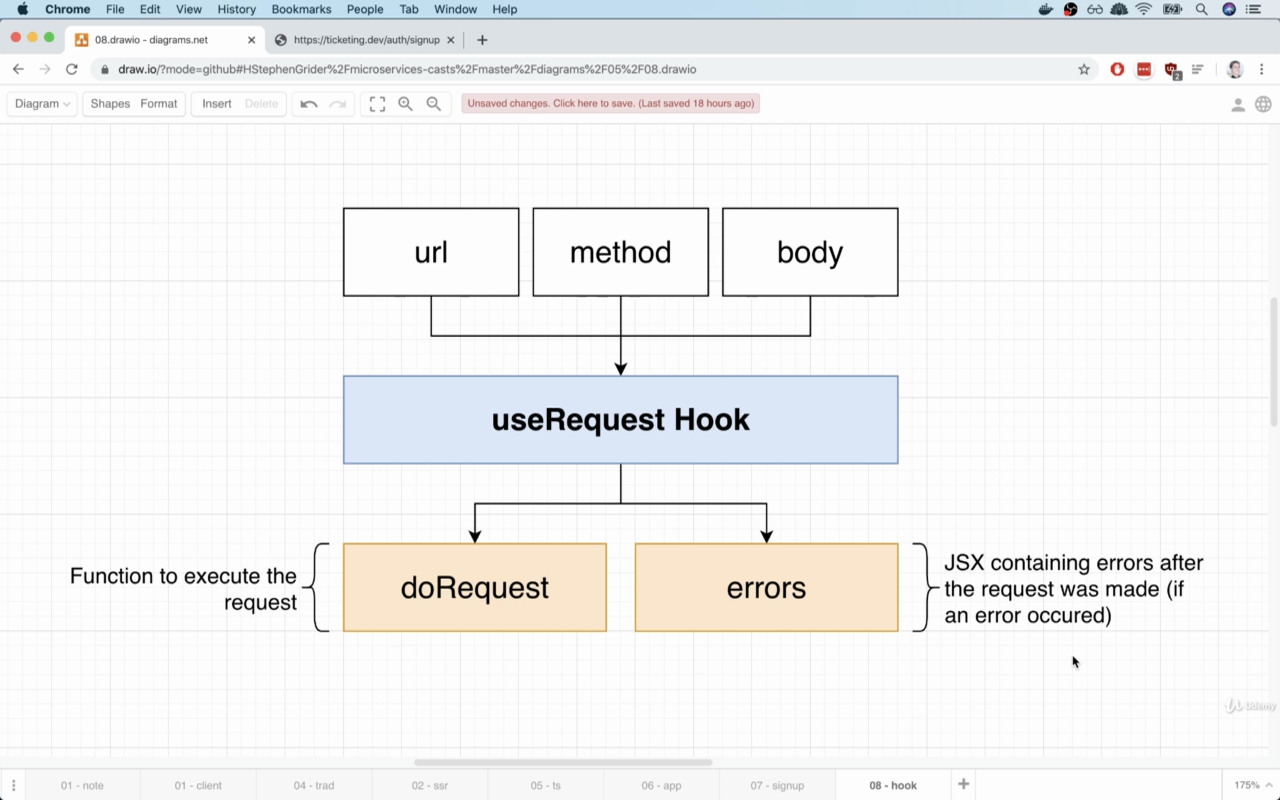 Chrome File Edit View History Bookmarks People Tab Window Help
08.drawio - diagrams.net
https://ticketing.dev/auth/signup
draw.io/?mode=github#HStephenGrider%2Fmicroservices-casts%2Fmaster%2Fdiagrams%2F05%2F08.drawio
2
Diagram Shapes Format Insert Delete Unsaved changes. Click here to save. (Last saved 18 hours ago)
url method body
useRequest Hook
Function to execute the
request
doRequest errors
JSX containing errors after
the request was made (if
an error occured)
Udemy
01 - note 01 - client 04 - trad 02 - ssr 05 - ts 06 - app 07 - signup 08 - hook 175%